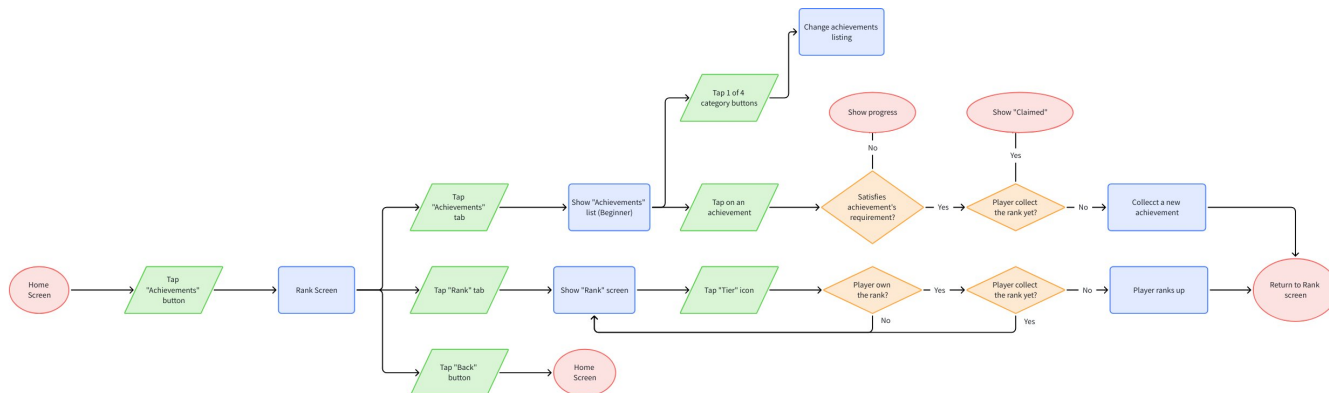 Change achievements
listing
Tap 1 of 4
category buttons
Show progress
Show "Claimed"
No
Yes
Tap
"Achievements"
tab
Show "Achievements"
list (Beginner)
Tap on an
achievement
Satisfies
achievement's
requirement?
Yes
Player collect
the rank yet?
No
Collecct a new
achievement
Home
Screen
Tap
"Achievements"
button
Rank Screen
Tap "Rank" tab
Show "Rank" screen
Tap "Tier" icon
Player own
the rank?
Yes
Player collect
the rank yet?
No
Player ranks up
Return to Rank
screen
No
Yes
Tap "Back"
button
Home
Screen